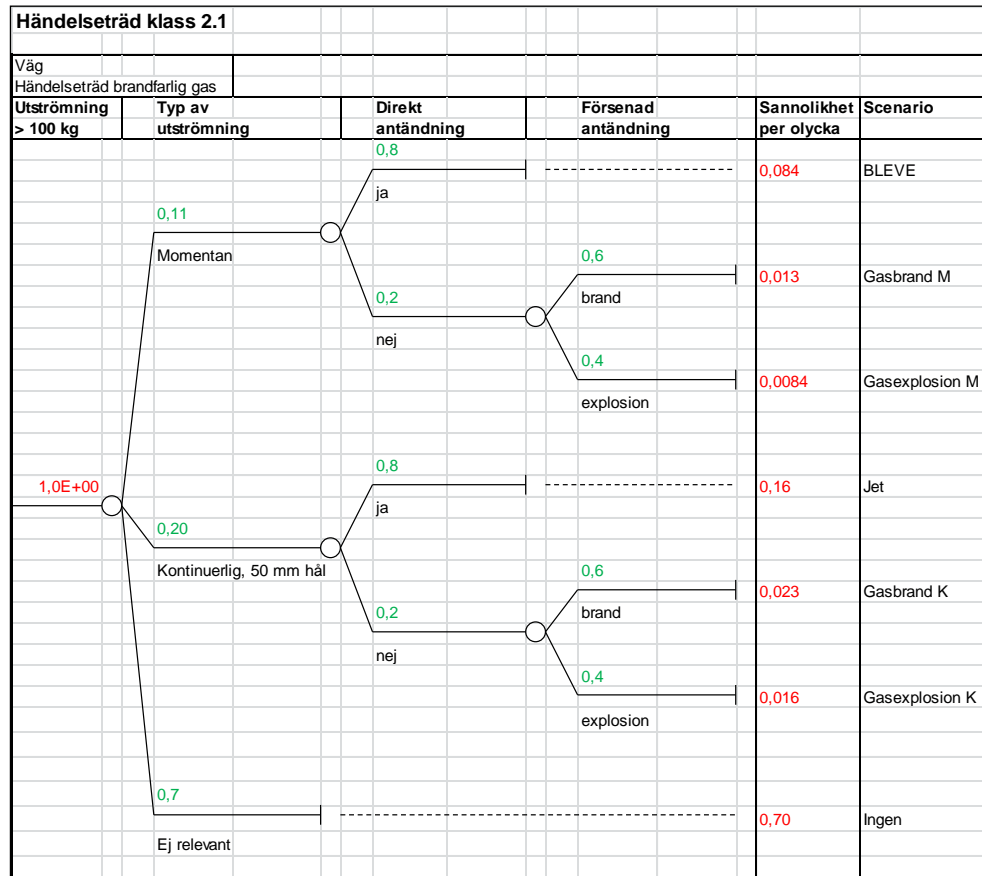 Händelseträd klass 2.1
Väg
Händelseträd brandfarlig gas
Utströmning > 100 kg
Typ av utströmning
Direkt antändning
Försenad antändning
Sannolikhet per olycka
Scenario
0,8
ja
0,084
BLEVE
0,11
Momentan
0,6
brand
0,013
Gasbrand M
0,2
nej
0,4
explosion
0,0084
Gasexplosion M
1,0E+00
0,8
ja
0,16
Jet
0,20
Kontinuerlig, 50 mm hål
0,6
brand
0,023
Gasbrand K
0,2
nej
0,4
explosion
0,016
Gasexplosion K
0,7
Ej relevant
0,70
Ingen